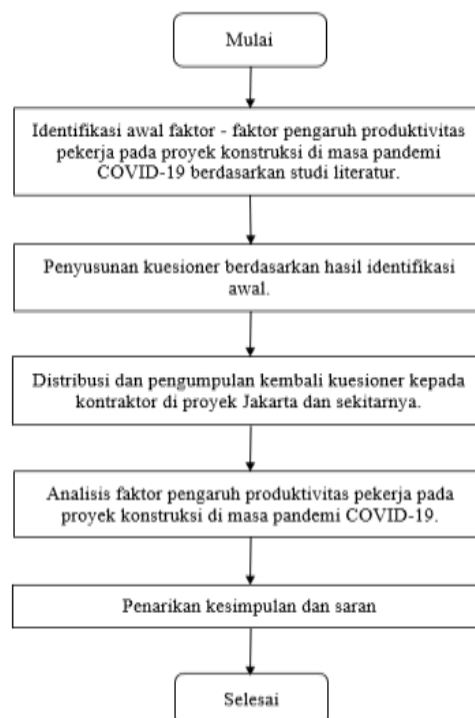 Mulai
Identifikasi awal faktor - faktor pengaruh produktivitas
pekerja pada proyek konstruksi di masa pandemi
COVID-19 berdasarkan studi literatur.
Penyusunan kuesioner berdasarkan hasil identifikasi
awal.
Distribusi dan pengumpulan kembali kuesioner kepada
kontraktor di proyek Jakarta dan sekitarnya.
Analisis faktor pengaruh produktivitas pekerja pada
proyek konstruksi di masa pandemi COVID-19.
Penarikan kesimpulan dan saran
Selesai